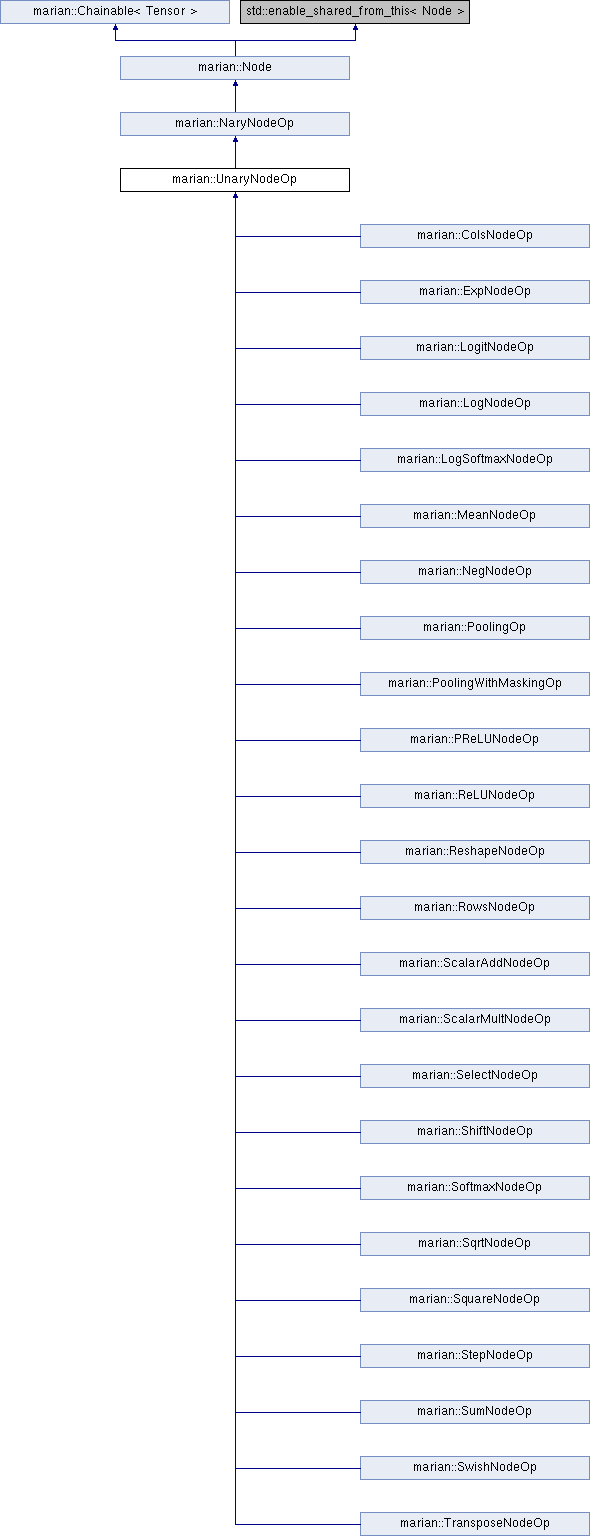 marian::Chainable< Tensor >
std::enable_shared_from_this< Node >
marian::Node
marian::NaryNodeOp
marian::UnaryNodeOp
marian::ColsNodeOp
marian::ExpNodeOp
marian::LogitNodeOp
marian::LogNodeOp
marian::LogSoftmaxNodeOp
marian::MeanNodeOp
marian::NegNodeOp
marian::PoolingOp
marian::PoolingWithMaskingOp
marian::PReLUNodeOp
marian::ReLUNodeOp
marian::ReshapeNodeOp
marian::RowsNodeOp
marian::ScalarAddNodeOp
marian::ScalarMultNodeOp
marian::SelectNodeOp
marian::ShiftNodeOp
marian::SoftmaxNodeOp
marian::SqrtNodeOp
marian::SquareNodeOp
marian::StepNodeOp
marian::SumNodeOp
marian::SwishNodeOp
marian::TransposeNodeOp